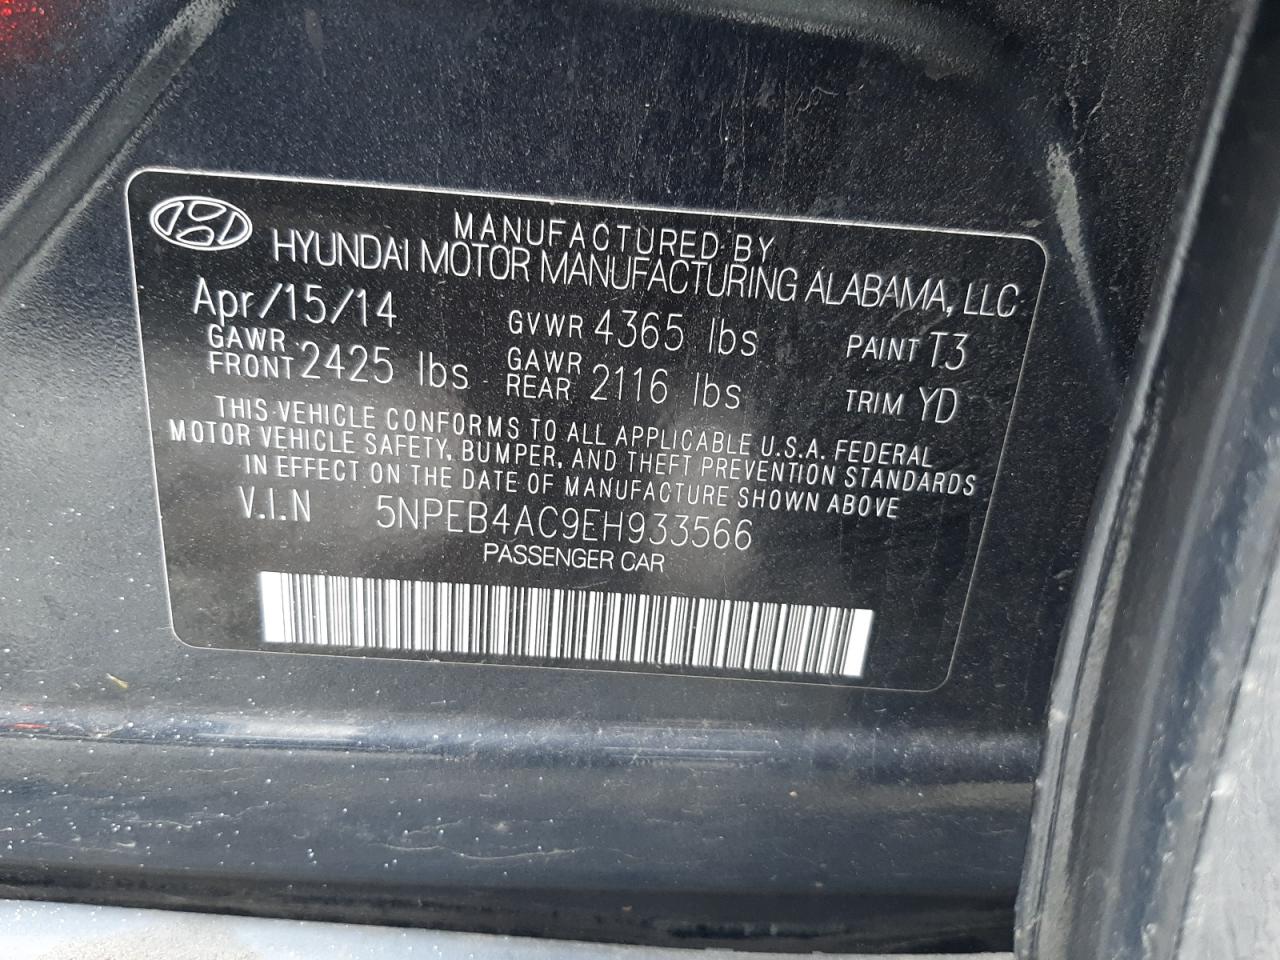 MANUFACTURED BY
HYUNDAI MOTOR MANUFACTURING ALABAMA, LLC
Apr/15/14 GVWR 4365 lbs PAINT T3
GAWR FRONT 2425 lbs GAWR REAR 2116 lbs TRIM YD
THIS VEHICLE CONFORMS TO ALL APPLICABLE U.S.A. FEDERAL
MOTOR VEHICLE SAFETY, BUMPER, AND THEFT PREVENTION STANDARDS
IN EFFECT ON THE DATE OF MANUFACTURE SHOWN ABOVE
V.I.N 5NPEB4AC9EH933566
PASSENGER CAR